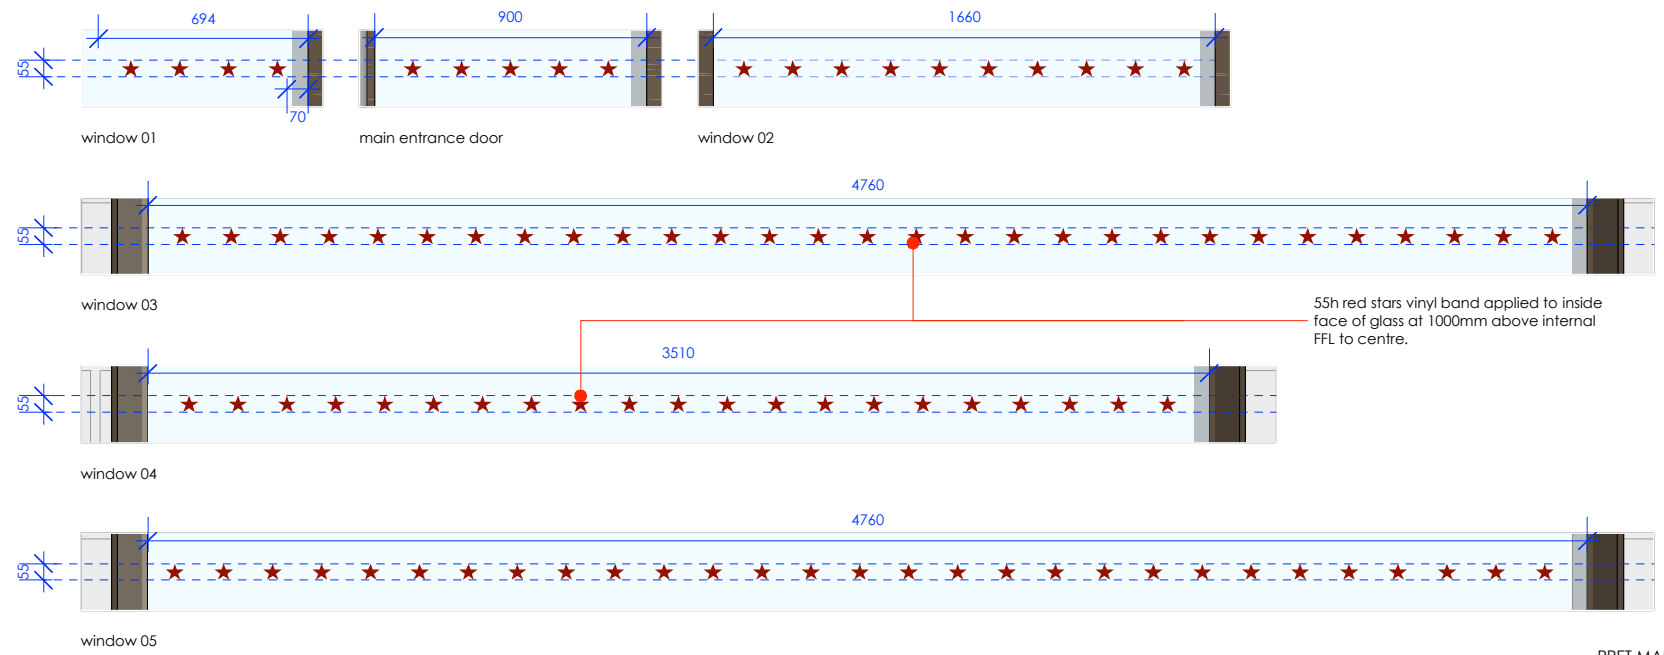 694
900
1660
55
70
window 01
main entrance door
window 02
4760
55
window 03
55h red stars vinyl band applied to inside
face of glass at 1000mm above internal
FFL to centre.
3510
55
window 04
4760
55
window 05